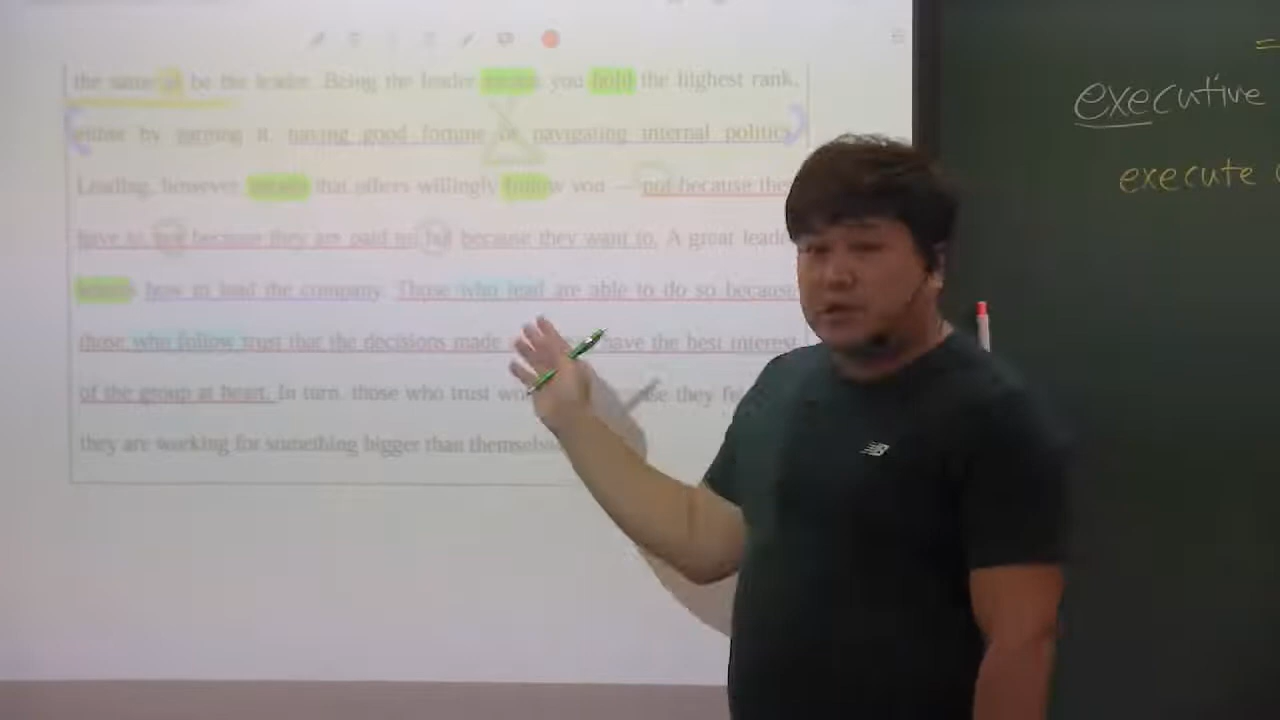 the same as be the leader. Being the leader means you hold the highest rank,
either by earning it, having good fortune or navigating internal politics
Leading, however, means that others willingly follow you — not because they
have to, not because they are paid to, but because they want to. A great leader
how to lead the company. Those who lead are able to do so because
those who follow trust that the decisions made have the best interest
of the group at heart. In turn, those who trust they
they are working for something bigger than
=
executive
execute